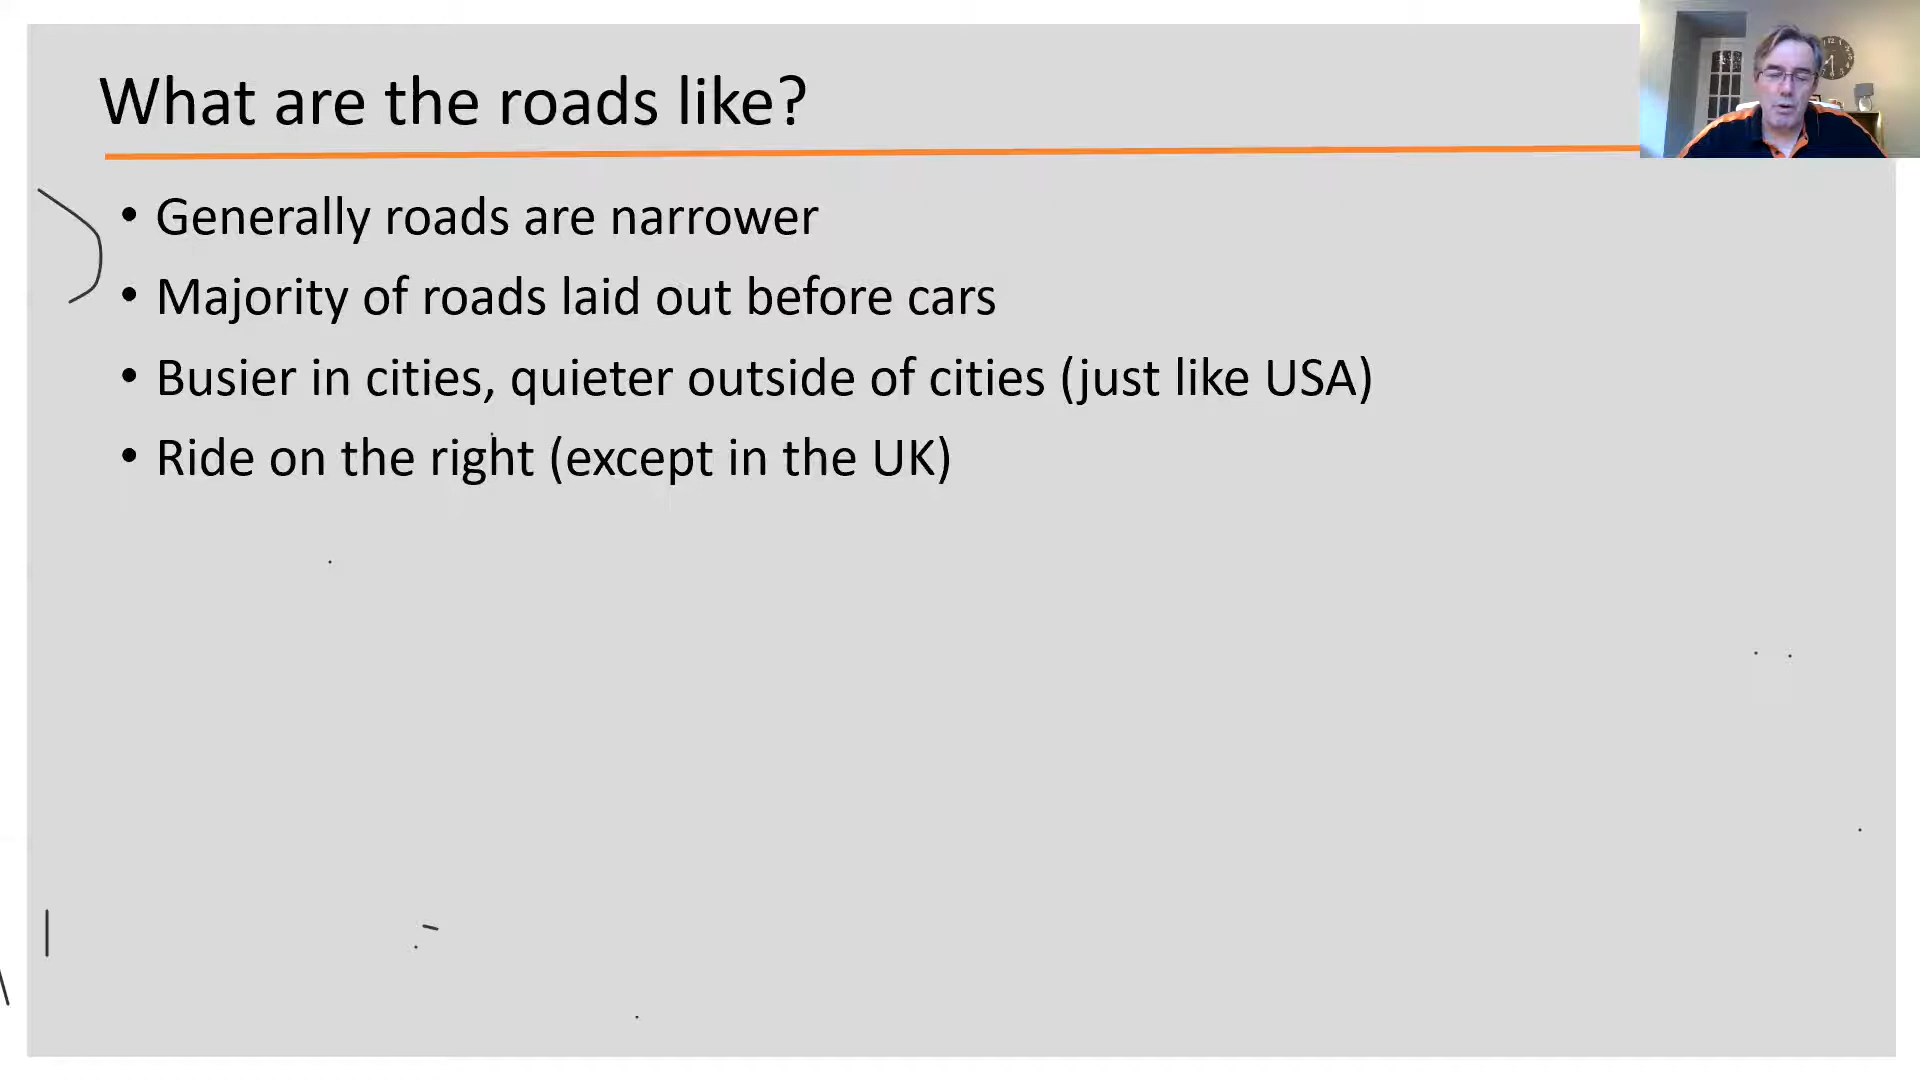 What are the roads like?
• Generally roads are narrower
• Majority of roads laid out before cars
• Busier in cities, quieter outside of cities (just like USA)
• Ride on the right (except in the UK)